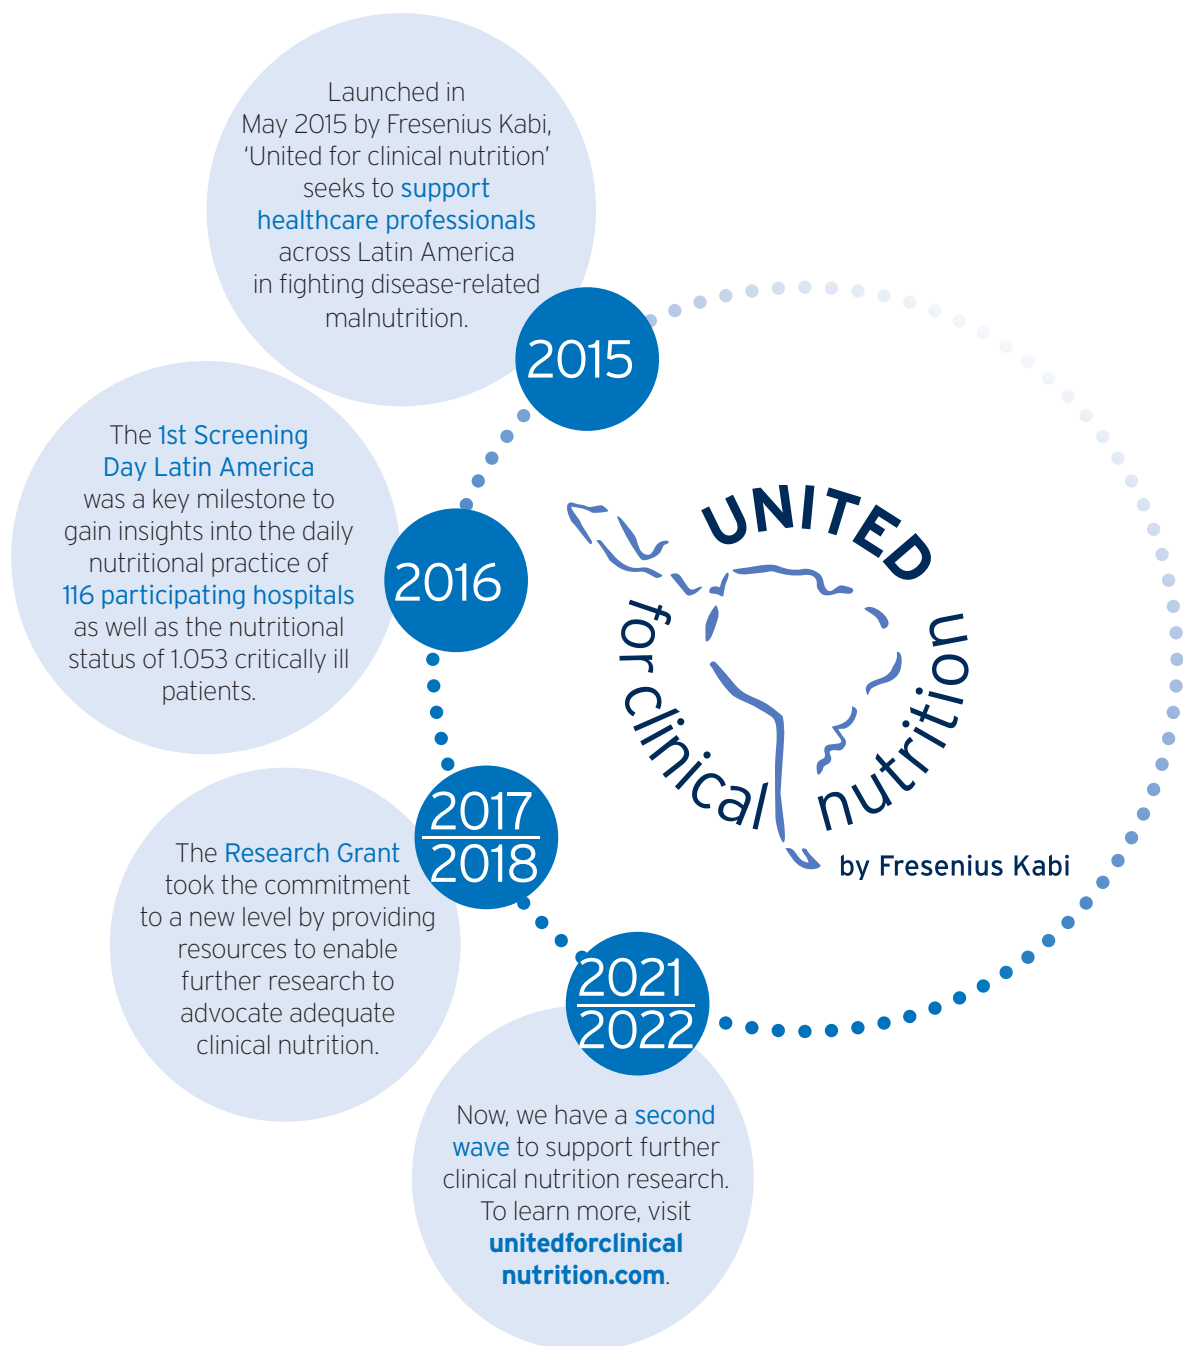 Launched in
May 2015 by Fresenius Kabi,
‘United for clinical nutrition’
seeks to support
healthcare professionals
across Latin America
in fighting disease-related
malnutrition.
2015
The 1st Screening
Day Latin America
was a key milestone to
gain insights into the daily
nutritional practice of
116 participating hospitals
as well as the nutritional
status of 1.053 critically ill
patients.
2016
UNITED
for clinical
nutrition
by Fresenius Kabi
2017
2018
The Research Grant
took the commitment
to a new level by providing
resources to enable
further research to
advocate adequate
clinical nutrition.
2021
2022
Now, we have a second
wave to support further
clinical nutrition research.
To learn more, visit
unitedforclinical
nutrition.com.